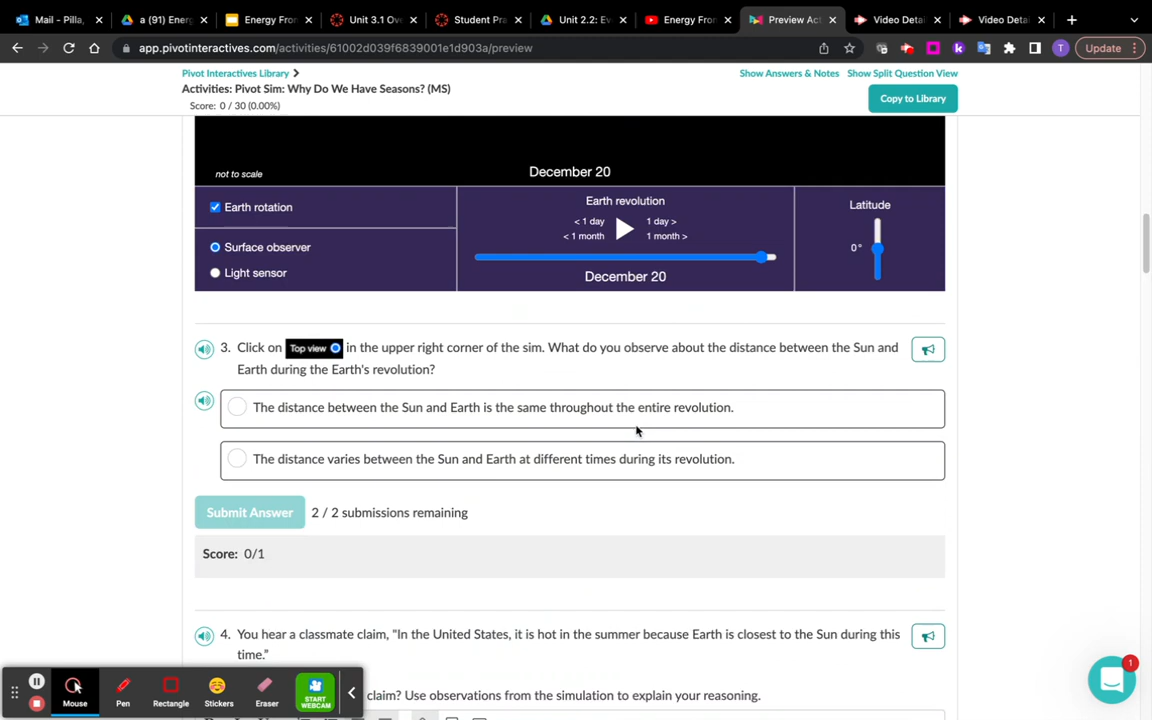 Mail - Pilla,
a (91) Energ
Energy Fron
Unit 3.1 Ove
Student Pra
Unit 2.2: Ev
Energy Fron
Preview Act
Video Detai
Video Detai
app.pivotinteractives.com/activities/61002d039f6839001e1d903a/preview
T
Update
Pivot Interactives Library >
Show Answers & Notes
Show Split Question View
Activities: Pivot Sim: Why Do We Have Seasons? (MS)
Score: 0 / 30 (0.00%)
Copy to Library
not to scale
December 20
Earth rotation
Surface observer
Light sensor
Earth revolution
< 1 day
1 day >
< 1 month
1 month >
December 20
Latitude
0°
3. Click on Top view in the upper right corner of the sim. What do you observe about the distance between the Sun and
Earth during the Earth's revolution?
The distance between the Sun and Earth is the same throughout the entire revolution.
The distance varies between the Sun and Earth at different times during its revolution.
Submit Answer
2 / 2 submissions remaining
Score: 0/1
4. You hear a classmate claim, "In the United States, it is hot in the summer because Earth is closest to the Sun during this
time."
claim? Use observations from the simulation to explain your reasoning.
Mouse
Pen
Rectangle
Stickers
Eraser
START
WEBCAM
1